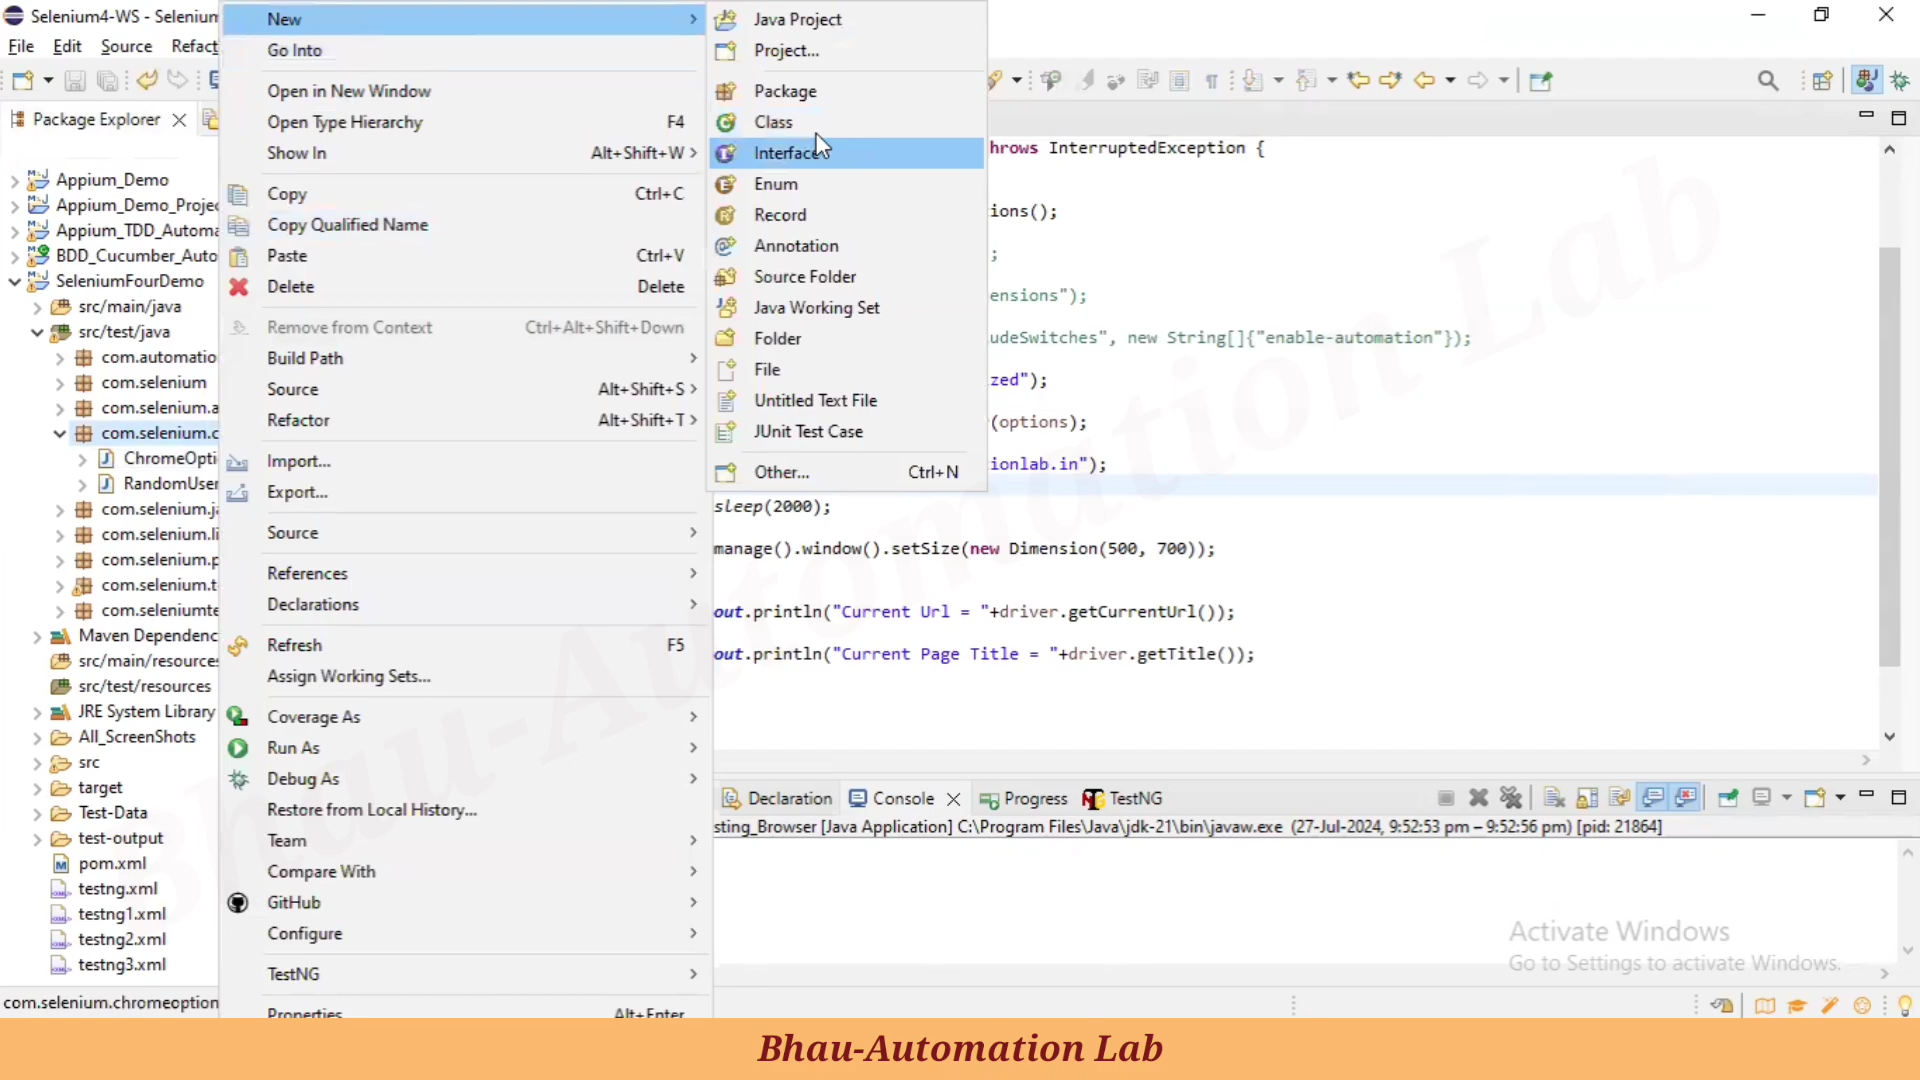 Selenium4-WS - Selenium
File Edit Source Refact
Package Explorer
Appium_Demo
Appium_Demo_Projec
Appium_TDD_Automa
BDD_Cucumber_Auto
SeleniumFourDemo
src/main/java
src/test/java
com.automatio
com.selenium
com.selenium.a
com.selenium.c
ChromeOpti
RandomUser
com.selenium.ja
com.selenium.li
com.selenium.p
com.selenium.t
com.seleniumte
Maven Dependenc
src/main/resources
src/test/resources
JRE System Library
All_ScreenShots
src
target
Test-Data
test-output
pom.xml
testng.xml
testng1.xml
testng2.xml
testng3.xml
com.selenium.chromeoption
New
Go Into
Open in New Window
Open Type Hierarchy F4
Show In Alt+Shift+W
Copy Ctrl+C
Copy Qualified Name
Paste Ctrl+V
Delete Delete
Remove from Context Ctrl+Alt+Shift+Down
Build Path
Source Alt+Shift+S
Refactor Alt+Shift+T
Import...
Export...
Source
References
Declarations
Refresh F5
Assign Working Sets...
Coverage As
Run As
Debug As
Restore from Local History...
Team
Compare With
GitHub
Configure
TestNG
Properties Alt+Enter
Java Project
Project...
Package
Class
Interface
Enum
Record
Annotation
Source Folder
Java Working Set
Folder
File
Untitled Text File
JUnit Test Case
Other... Ctrl+N
hrows InterruptedException {
ions();
;
ensions");
udeSwitches", new String[]{"enable-automation"});
zed");
(options);
ionlab.in");
sleep(2000);
manage().window().setSize(new Dimension(500, 700));
out.println("Current Url = "+driver.getCurrentUrl());
out.println("Current Page Title = "+driver.getTitle());
Declaration Console Progress TestNG
sting_Browser [Java Application] C:\Program Files\Java\jdk-21\bin\javaw.exe (27-Jul-2024, 9:52:53 pm – 9:52:56 pm) [pid: 21864]
Activate Windows
Go to Settings to activate Windows.
Bhau-Automation Lab
Bhau-Automation Lab